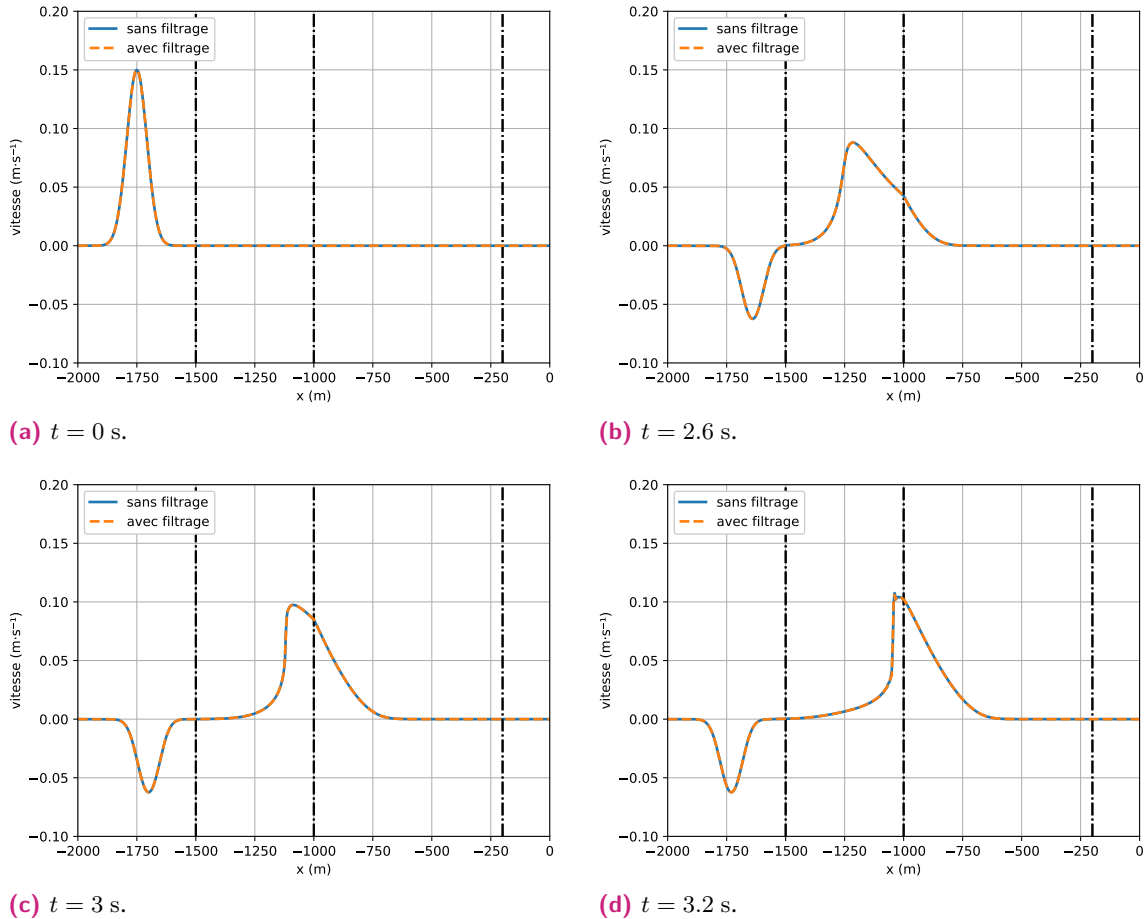 0.20
0.15
0.10
0.05
0.00
−0.05
−0.10
vitesse (m·s⁻¹)
sans filtrage
avec filtrage
−2000 −1750 −1500 −1250 −1000 −750 −500 −250 0
x (m)
(a) t = 0 s.
0.20
0.15
0.10
0.05
0.00
−0.05
−0.10
vitesse (m·s⁻¹)
sans filtrage
avec filtrage
−2000 −1750 −1500 −1250 −1000 −750 −500 −250 0
x (m)
(b) t = 2.6 s.
0.20
0.15
0.10
0.05
0.00
−0.05
−0.10
vitesse (m·s⁻¹)
sans filtrage
avec filtrage
−2000 −1750 −1500 −1250 −1000 −750 −500 −250 0
x (m)
(c) t = 3 s.
0.20
0.15
0.10
0.05
0.00
−0.05
−0.10
vitesse (m·s⁻¹)
sans filtrage
avec filtrage
−2000 −1750 −1500 −1250 −1000 −750 −500 −250 0
x (m)
(d) t = 3.2 s.